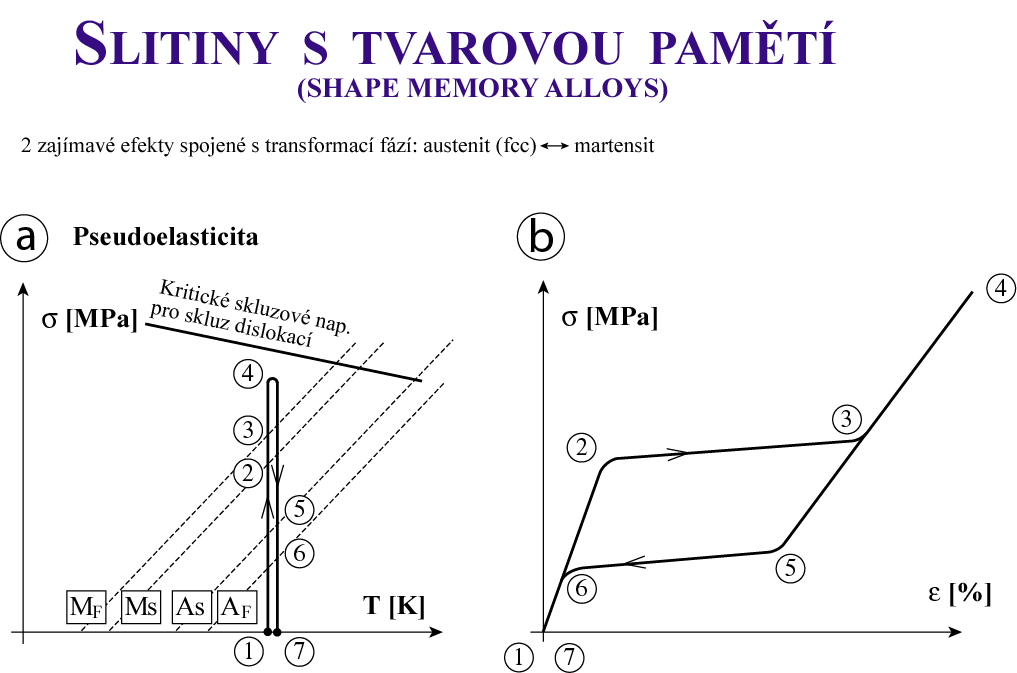 SLITINY S TVAROVOU PAMĚTÍ
(SHAPE MEMORY ALLOYS)
2 zajímavé efekty spojené s transformací fází: austenit (fcc) ↔ martensit
a Pseudoelasticita
b
Kritické skluzové nap.
pro skluz dislokací
σ [MPa]
4
3
2
5
6
MF Ms As AF
T [K]
1 7
σ [MPa]
4
3
2
5
6
ε [%]
1 7